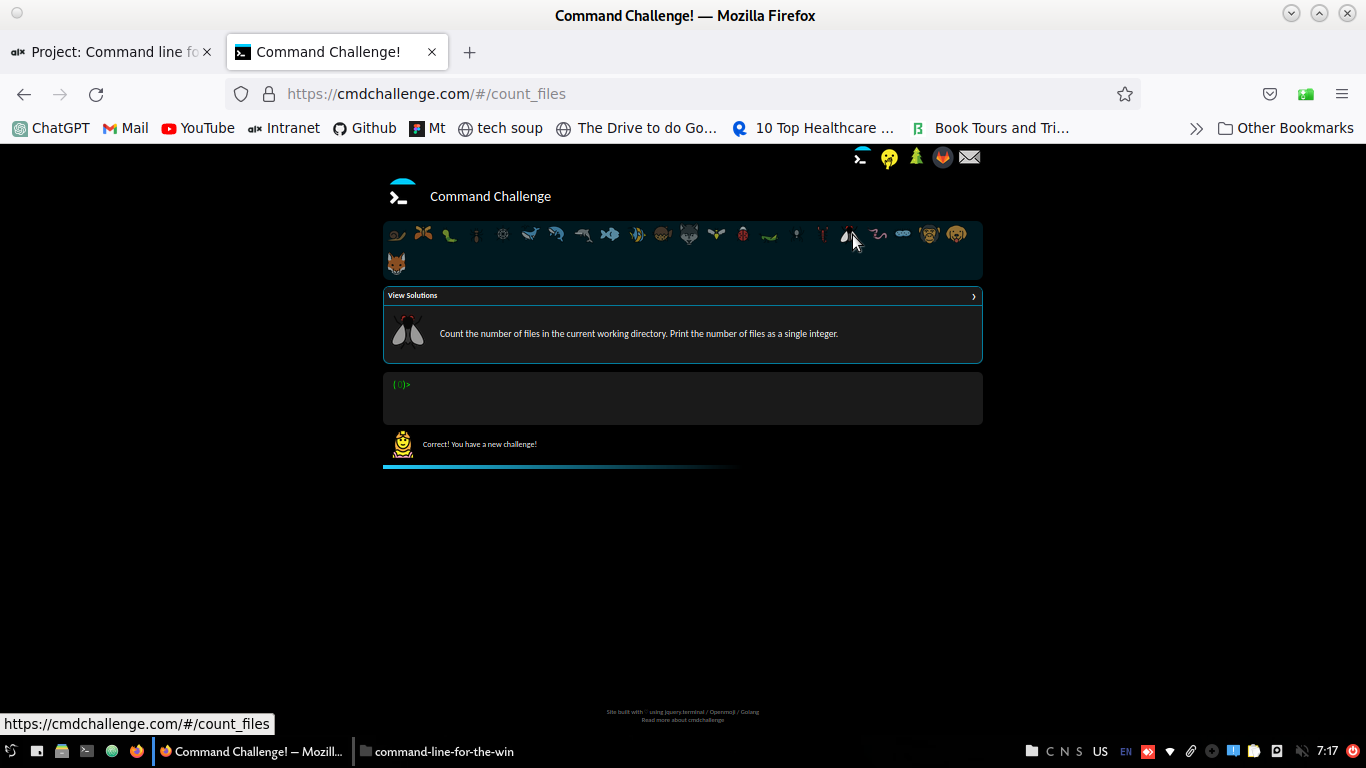 Command Challenge! — Mozilla Firefox
Project: Command line fo
Command Challenge!
https://cmdchallenge.com/#/count_files
ChatGPT Mail YouTube Intranet Github Mt tech soup The Drive to do Go… 10 Top Healthcare … Book Tours and Tri… Other Bookmarks
Command Challenge
View Solutions
Count the number of files in the current working directory. Print the number of files as a single integer.
Correct! You have a new challenge!
Site built with using jquery.terminal / Openmoji / Golang
Read more about cmdchallenge
https://cmdchallenge.com/#/count_files
Command Challenge! — Mozill... command-line-for-the-win C N S US EN 7:17